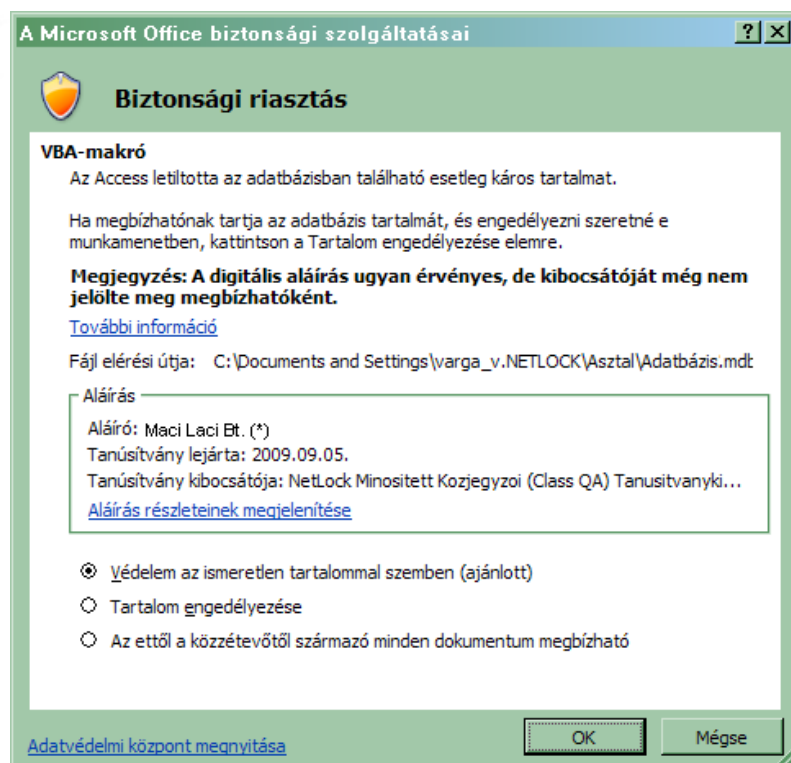 A Microsoft Office biztonsági szolgáltatásai
Biztonsági riasztás
VBA-makró
Az Access letiltotta az adatbázisban található esetleg káros tartalmat.
Ha megbízhatónak tartja az adatbázis tartalmát, és engedélyezni szeretné e
munkamenetben, kattintson a Tartalom engedélyezése elemre.
Megjegyzés: A digitális aláírás ugyan érvényes, de kibocsátóját még nem
jelölte meg megbízhatóként.
További információ
Fájl elérési útja: C:\Documents and Settings\varga_v.NETLOCK\Asztal\Adatbázis.mdb
Aláírás
Aláíró: Maci Laci Bt. (*)
Tanúsítvány lejárta: 2009.09.05.
Tanúsítvány kibocsátója: NetLock Minositett Kozjegyzoi (Class QA) Tanusitvanyki...
Aláírás részleteinek megjelenítése
Védelem az ismeretlen tartalommal szemben (ajánlott)
Tartalom engedélyezése
Az ettől a közzétevőtől származó minden dokumentum megbízható
Adatvédelmi központ megnyitása
OK
Mégse